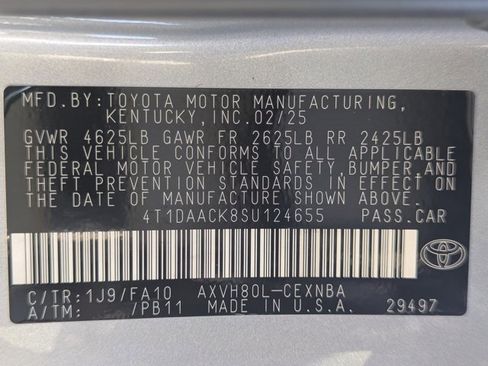 MFD.BY:TOYOTA MOTOR MANUFACTURING,
KENTUCKY,INC.02/25
GVWR 4625LB GAWR FR 2625LB RR 2425LB
THIS VEHICLE CONFORMS TO ALL APPLICABLE
FEDERAL MOTOR VEHICLE SAFETY,BUMPER,AND
THEFT PREVENTION STANDARDS IN EFFECT ON
THE DATE OF MANUFACTURE SHOWN ABOVE.
4T1DAACK8SU124655 PASS.CAR
C/TR:1J9/FA10 AXVH80L-CEXNBA
A/TM: /PB11 MADE IN U.S.A. 29497
TOYOTA